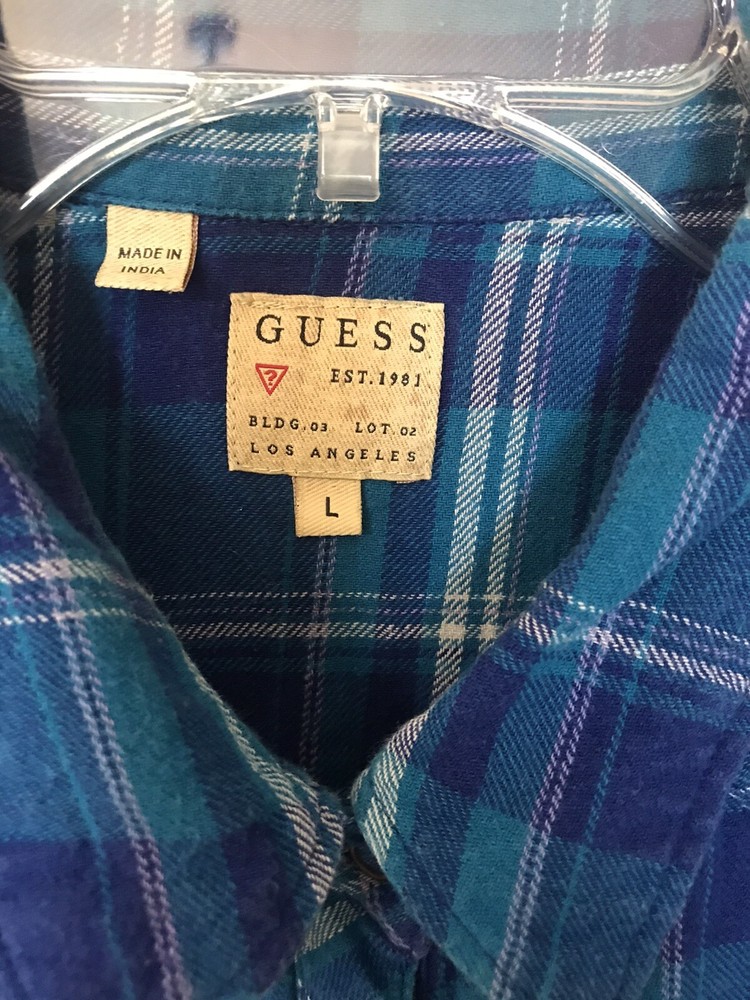 MADE IN
INDIA
GUESS
?
EST.1981
BLDG.03 LOT.02
LOS ANGELES
L